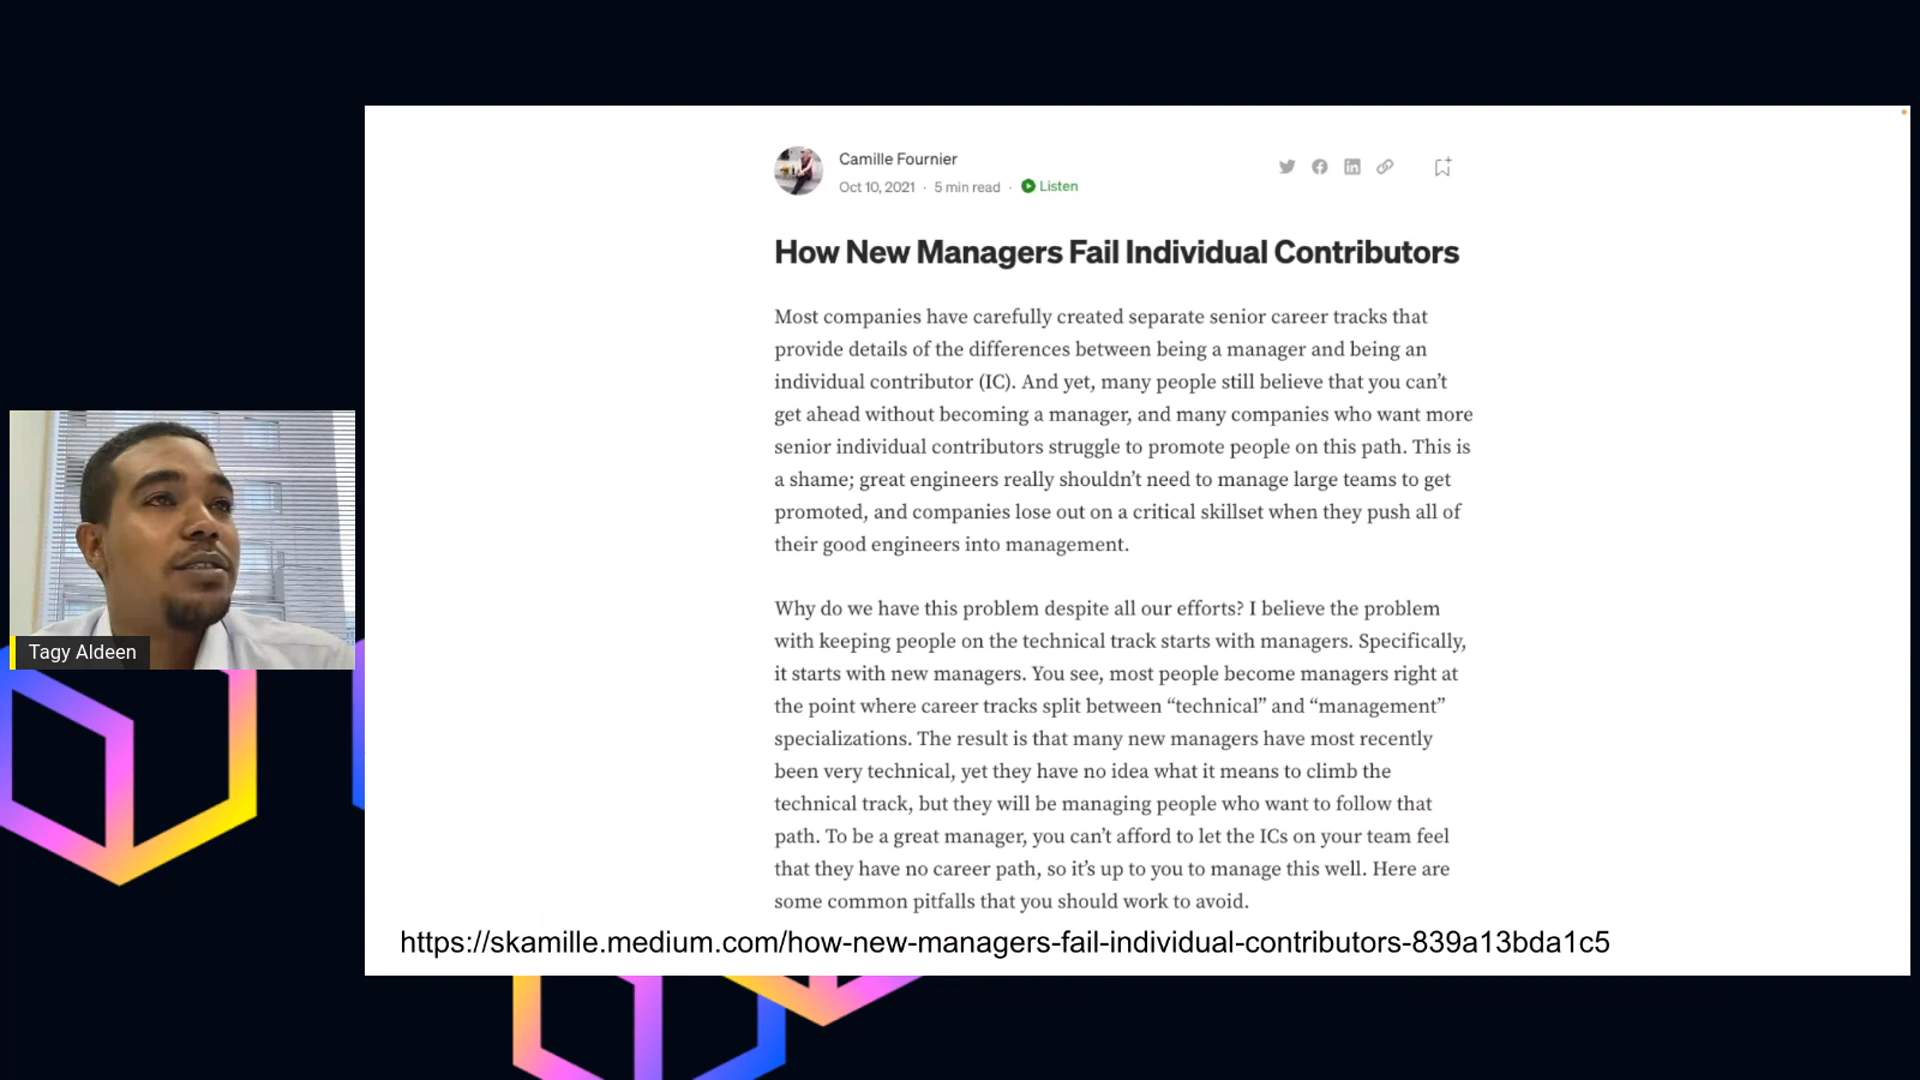 Camille Fournier
Oct 10, 2021 · 5 min read · Listen
How New Managers Fail Individual Contributors
Most companies have carefully created separate senior career tracks that
provide details of the differences between being a manager and being an
individual contributor (IC). And yet, many people still believe that you can’t
get ahead without becoming a manager, and many companies who want more
senior individual contributors struggle to promote people on this path. This is
a shame; great engineers really shouldn’t need to manage large teams to get
promoted, and companies lose out on a critical skillset when they push all of
their good engineers into management.
Why do we have this problem despite all our efforts? I believe the problem
with keeping people on the technical track starts with managers. Specifically,
it starts with new managers. You see, most people become managers right at
the point where career tracks split between “technical” and “management”
specializations. The result is that many new managers have most recently
been very technical, yet they have no idea what it means to climb the
technical track, but they will be managing people who want to follow that
path. To be a great manager, you can’t afford to let the ICs on your team feel
that they have no career path, so it’s up to you to manage this well. Here are
some common pitfalls that you should work to avoid.
https://skamille.medium.com/how-new-managers-fail-individual-contributors-839a13bda1c5
Tagy Aldeen